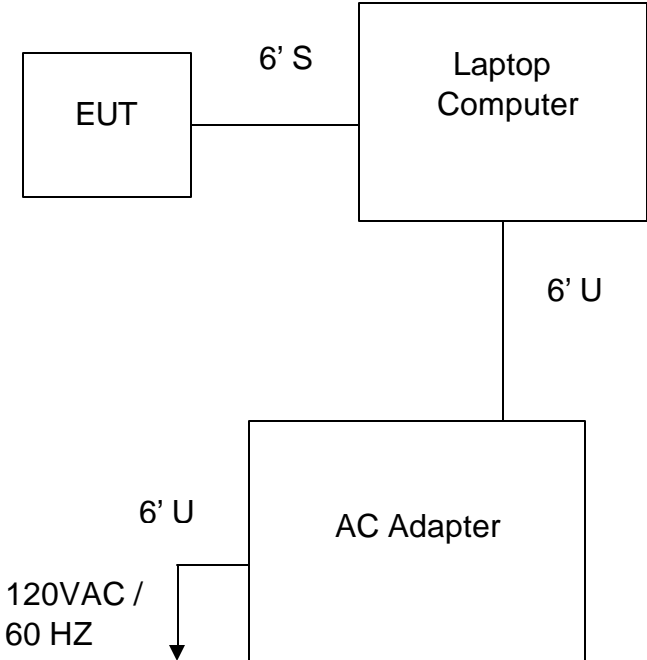 6’ S
Laptop
Computer
EUT
6’ U
6’ U
AC Adapter
120VAC /
60 HZ